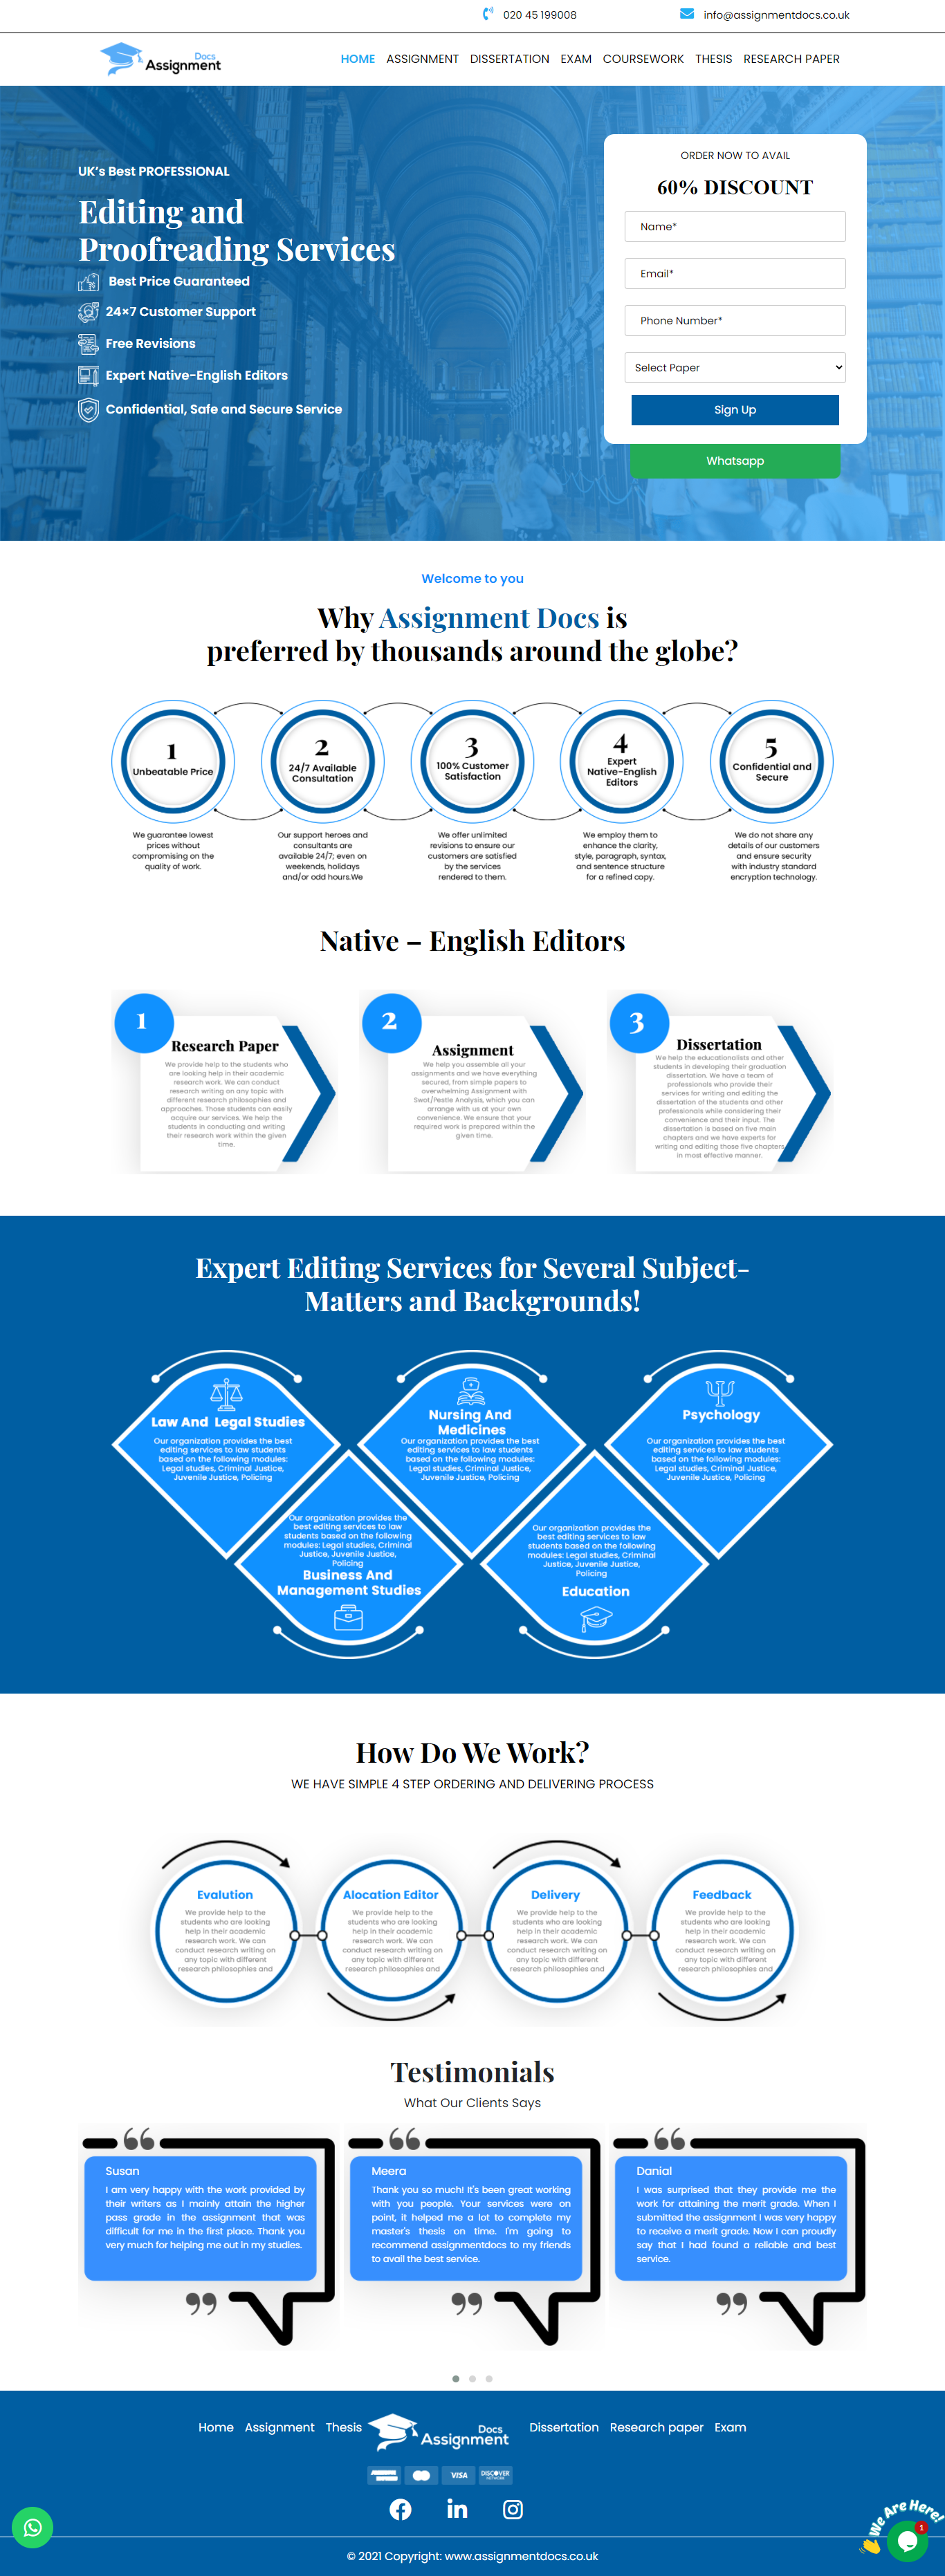 020 45 199008
info@assignmentdocs.co.uk
Docs
Assignment
HOME ASSIGNMENT DISSERTATION EXAM COURSEWORK THESIS RESEARCH PAPER
UK's Best PROFESSIONAL
Editing and
Proofreading Services
Best Price Guaranteed
24×7 Customer Support
Free Revisions
Expert Native-English Editors
Confidential, Safe and Secure Service
ORDER NOW TO AVAIL
60% DISCOUNT
Name*
Email*
Phone Number*
Select Paper
Sign Up
Whatsapp
Welcome to you
Why Assignment Docs is
preferred by thousands around the globe?
1
Unbeatable Price
We guarantee lowest
prices without
compromising on the
quality of work.
2
24/7 Available
Consultation
Our support heroes and
consultants are
available 24/7; even on
weekends, holidays
and/or odd hours.We
3
100% Customer
Satisfaction
We offer unlimited
revisions to ensure our
customers are satisfied
by the services
rendered to them.
4
Expert
Native-English
Editors
We employ them to
enhance the clarity,
style, paragraph, syntax,
and sentence structure
for a refined copy.
5
Confidential and
Secure
We do not share any
details of our customers
and ensure security
with industry standard
encryption technology.
Native – English Editors
1
Research Paper
We provide help to the students who
are looking help in their academic
research work. We can conduct
research writing on any topic with
different research philosophies and
approaches. Those students can easily
acquire our services. We help the
students in conducting and writing
their research work within the given
time.
2
Assignment
We help you assemble all your
assignments and we have everything
secured, from simple papers to
overwhelming Assignment with
Swot/Pestle Analysis, which you can
arrange with us at your own
convenience. We ensure that your
required work is prepared within the
given time.
3
Dissertation
We help the educationalists and other
students in developing their graduation
dissertation. We have a team of
professionals who provide their
services for writing and editing the
dissertation of the students and other
professionals while considering their
convenience and their input. The
dissertation is based on five main
chapters and we have experts for
writing and editing those five chapters
in most effective manner.
Expert Editing Services for Several Subject-
Matters and Backgrounds!
Law And Legal Studies
Our organization provides the best
editing services to law students
based on the following modules:
Legal studies, Criminal Justice,
Juvenile Justice, Policing
Nursing And
Medicines
Our organization provides the best
editing services to law students
based on the following modules:
Legal studies, Criminal Justice,
Juvenile Justice, Policing
Psychology
Our organization provides the best
editing services to law students
based on the following modules:
Legal studies, Criminal Justice,
Juvenile Justice, Policing
Our organization provides the
best editing services to law
students based on the following
modules: Legal studies, Criminal
Justice, Juvenile Justice,
Policing
Business And
Management Studies
Our organization provides the
best editing services to law
students based on the following
modules: Legal studies, Criminal
Justice, Juvenile Justice,
Policing
Education
How Do We Work?
WE HAVE SIMPLE 4 STEP ORDERING AND DELIVERING PROCESS
Evalution
We provide help to the
students who are looking
help in their academic
research work. We can
conduct research writing on
any topic with different
research philosophies and
Alocation Editor
We provide help to the
students who are looking
help in their academic
research work. We can
conduct research writing on
any topic with different
research philosophies and
Delivery
We provide help to the
students who are looking
help in their academic
research work. We can
conduct research writing on
any topic with different
research philosophies and
Feedback
We provide help to the
students who are looking
help in their academic
research work. We can
conduct research writing on
any topic with different
research philosophies and
Testimonials
What Our Clients Says
Susan
I am very happy with the work provided by
their writers as I mainly attain the higher
pass grade in the assignment that was
difficult for me in the first place. Thank you
very much for helping me out in my studies.
Meera
Thank you so much! It's been great working
with you people. Your services were on
point, it helped me a lot to complete my
master's thesis on time. I'm going to
recommend assignmentdocs to my friends
to avail the best service.
Danial
I was surprised that they provide me the
work for attaining the merit grade. When I
submitted the assignment I was very happy
to receive a merit grade. Now I can proudly
say that I had found a reliable and best
service.
Home Assignment Thesis
Docs
Assignment
Dissertation Research paper Exam
VISA
DISCOVER
NETWORK
We Are Here!
1
© 2021 Copyright: www.assignmentdocs.co.uk